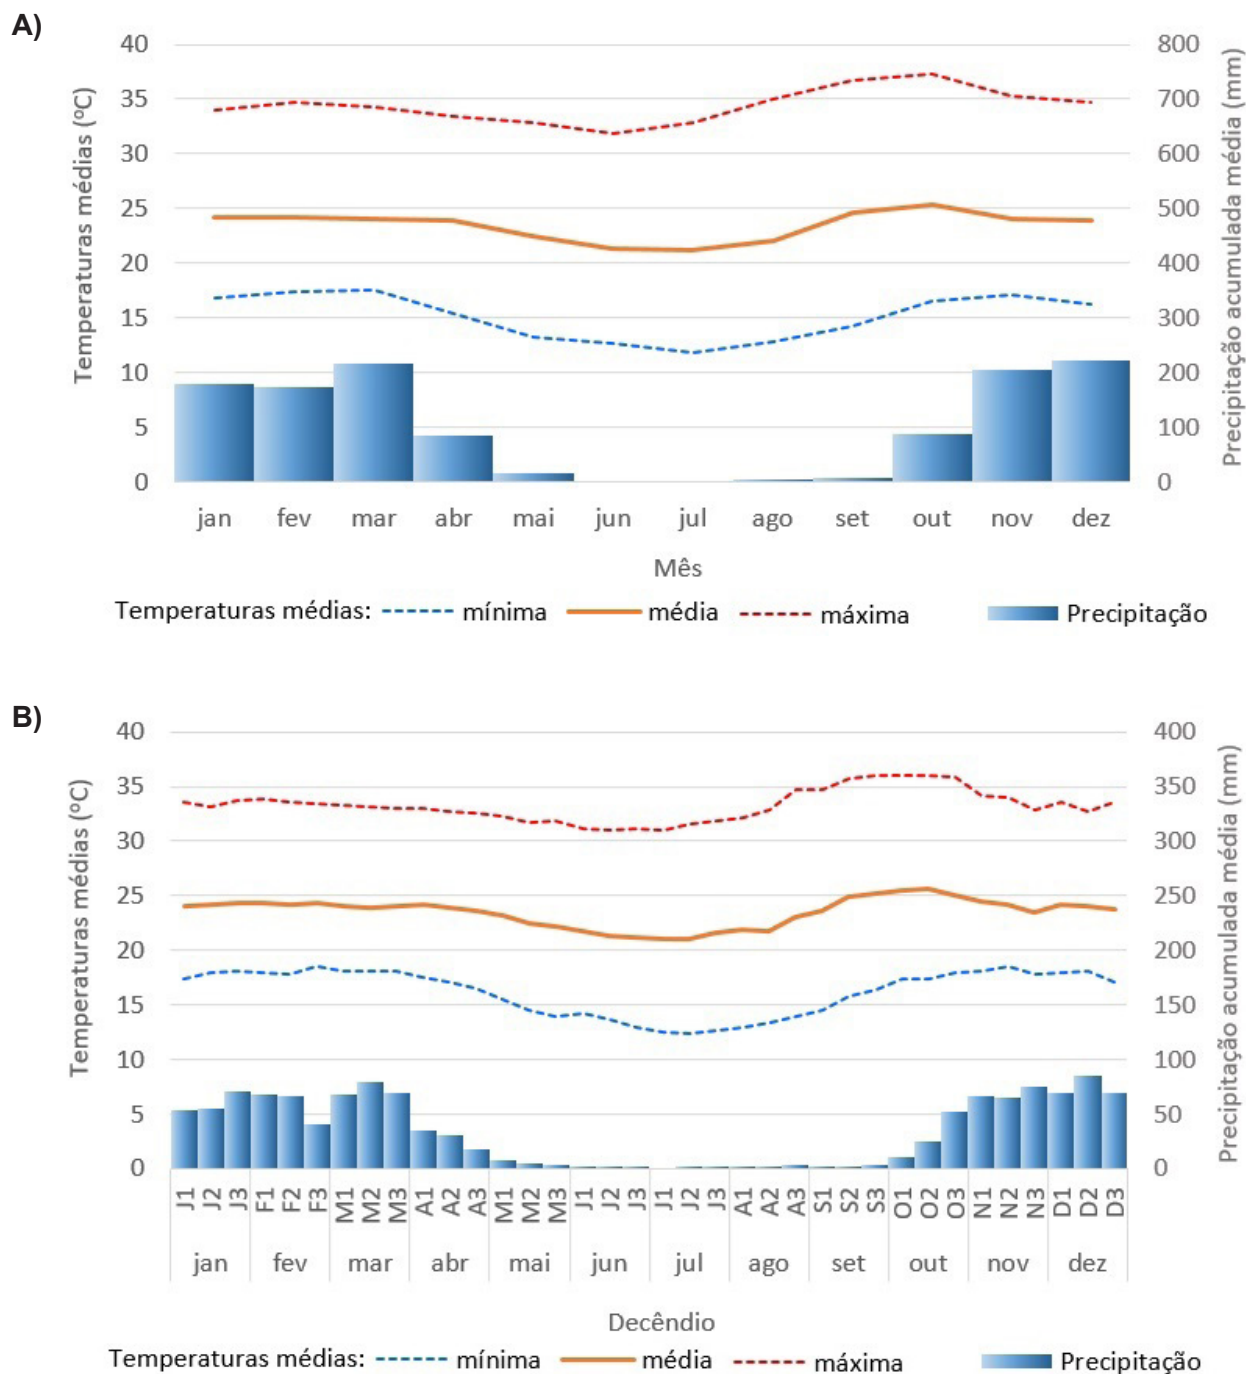 A)
Temperaturas médias (ºC)
Precipitação acumulada média (mm)
40 800
35 700
30 600
25 500
20 400
15 300
10 200
5 100
0 0
jan fev mar abr mai jun jul ago set out nov dez
Mês
Temperaturas médias: mínima média máxima Precipitação
B)
Temperaturas médias (ºC)
Precipitação acumulada média (mm)
40 400
35 350
30 300
25 250
20 200
15 150
10 100
5 50
0 0
J1 J2 J3 F1 F2 F3 M1 M2 M3 A1 A2 A3 M1 M2 M3 J1 J2 J3 J1 J2 J3 A1 A2 A3 S1 S2 S3 O1 O2 O3 N1 N2 N3 D1 D2 D3
jan fev mar abr mai jun jul ago set out nov dez
Decêndio
Temperaturas médias: mínima média máxima Precipitação